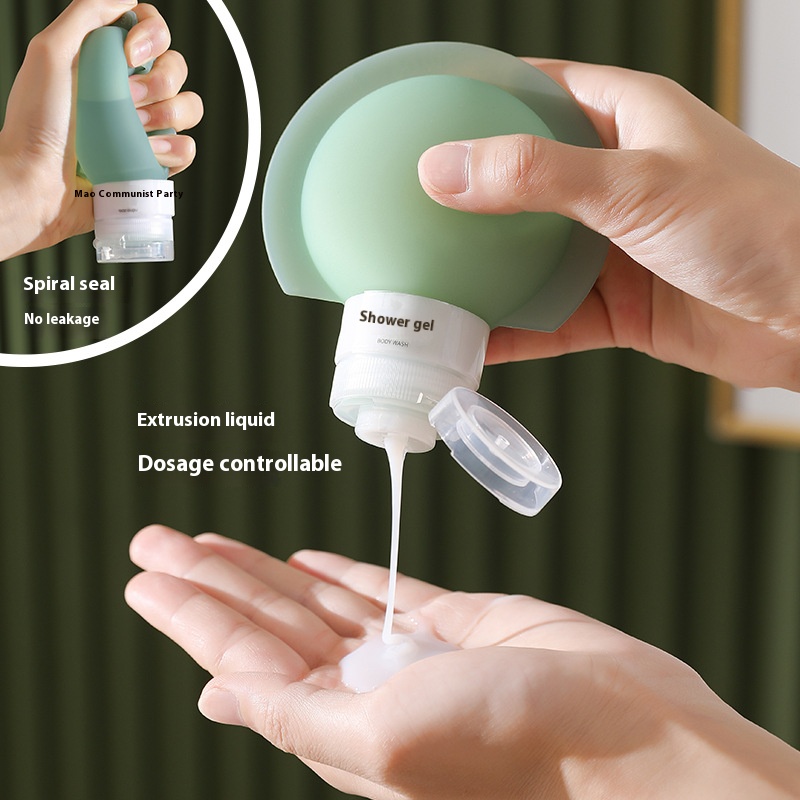 Mao Communist Party
Spiral seal
No leakage
Shower gel
BODY WASH
Extrusion liquid
Dosage controllable